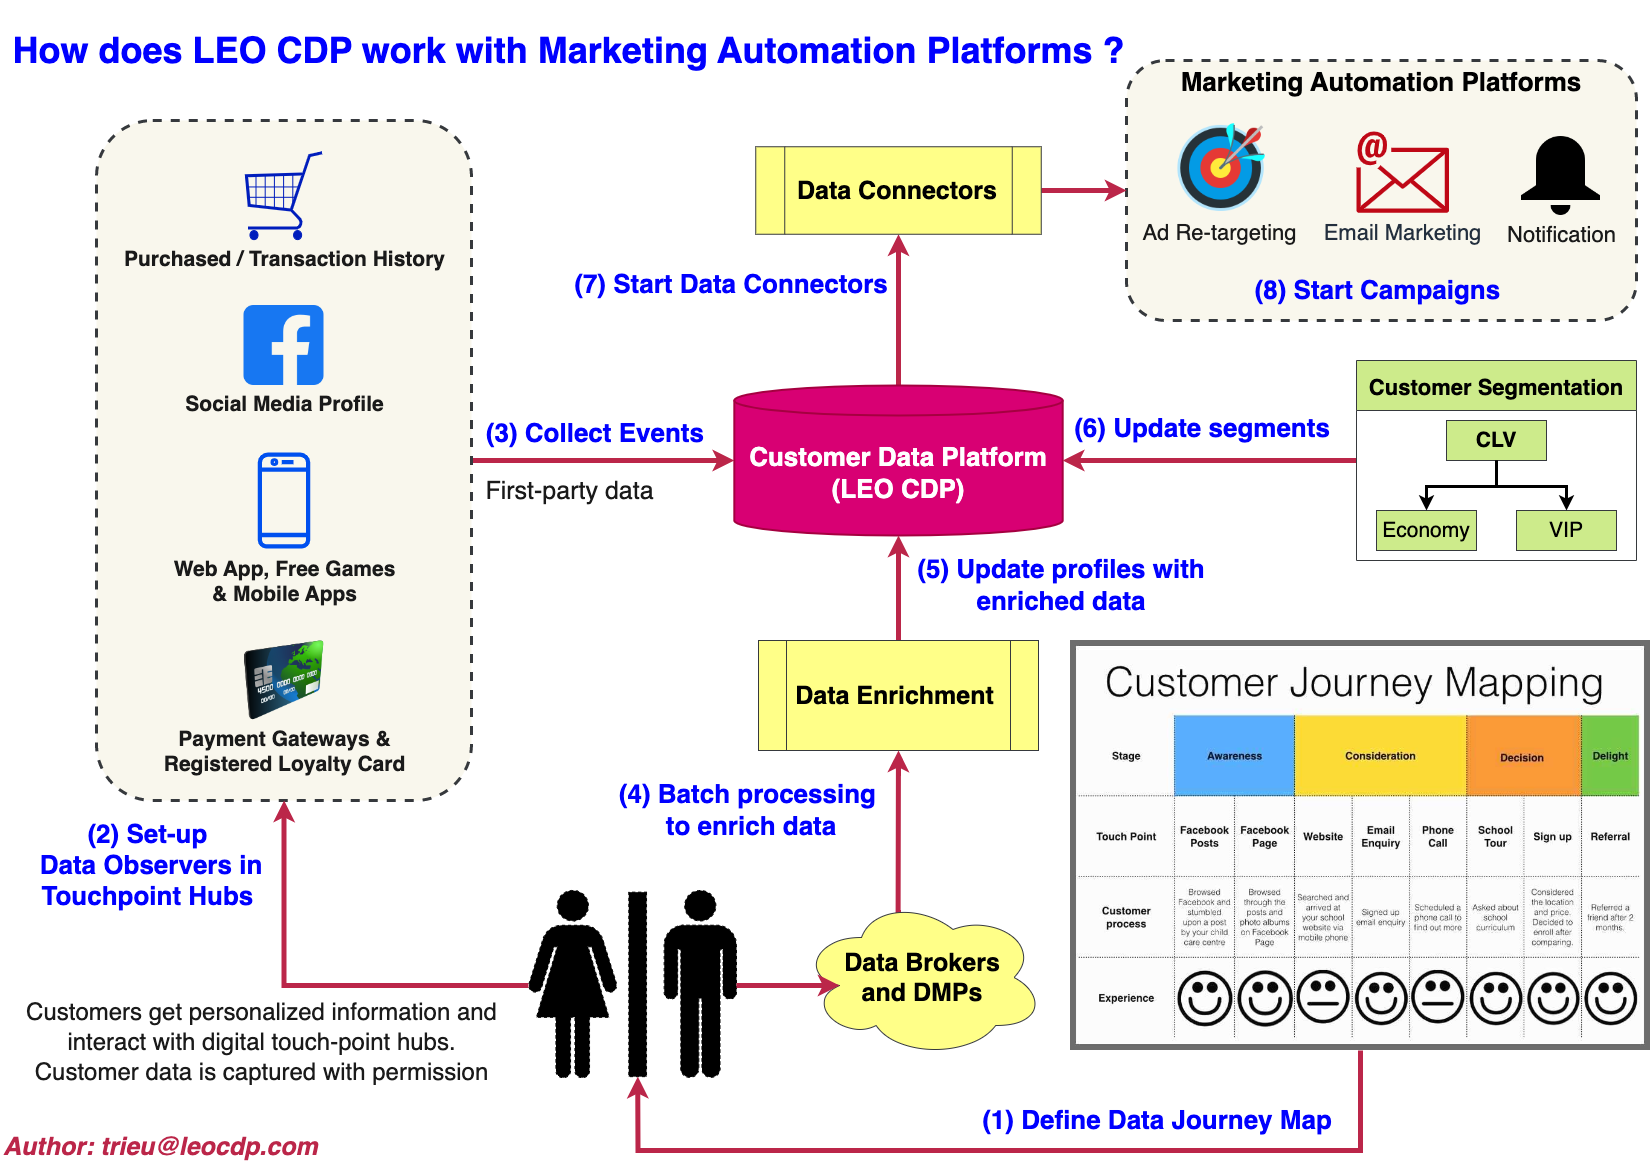 How does LEO CDP work with Marketing Automation Platforms ?
Marketing Automation Platforms
Ad Re-targeting
Email Marketing
Notification
(8) Start Campaigns
Data Connectors
(7) Start Data Connectors
Purchased / Transaction History
Social Media Profile
Web App, Free Games
& Mobile Apps
Payment Gateways &
Registered Loyalty Card
(3) Collect Events
First-party data
Customer Data Platform
(LEO CDP)
(6) Update segments
Customer Segmentation
CLV
Economy
VIP
(5) Update profiles with
enriched data
Data Enrichment
(4) Batch processing
to enrich data
(2) Set-up
Data Observers in
Touchpoint Hubs
Customers get personalized information and
interact with digital touch-point hubs.
Customer data is captured with permission
Data Brokers
and DMPs
Customer Journey Mapping
Stage
Awareness
Consideration
Decision
Delight
Touch Point
Facebook
Posts
Facebook
Page
Website
Email
Enquiry
Phone
Call
School
Tour
Sign up
Referral
Customer
process
Browsed
Facebook and
stumbled
upon a post
by your child
care centre
Browsed
through the
posts and
photo albums
on Facebook
Page
Searched and
arrived at
your school
website via
mobile phone
Signed up
email enquiry
Scheduled a
phone call to
find out more
Asked about
school
curriculum
Considered
the location
and price.
Decided to
enroll after
comparing.
Referred a
friend after 2
months.
Experience
(1) Define Data Journey Map
Author: trieu@leocdp.com